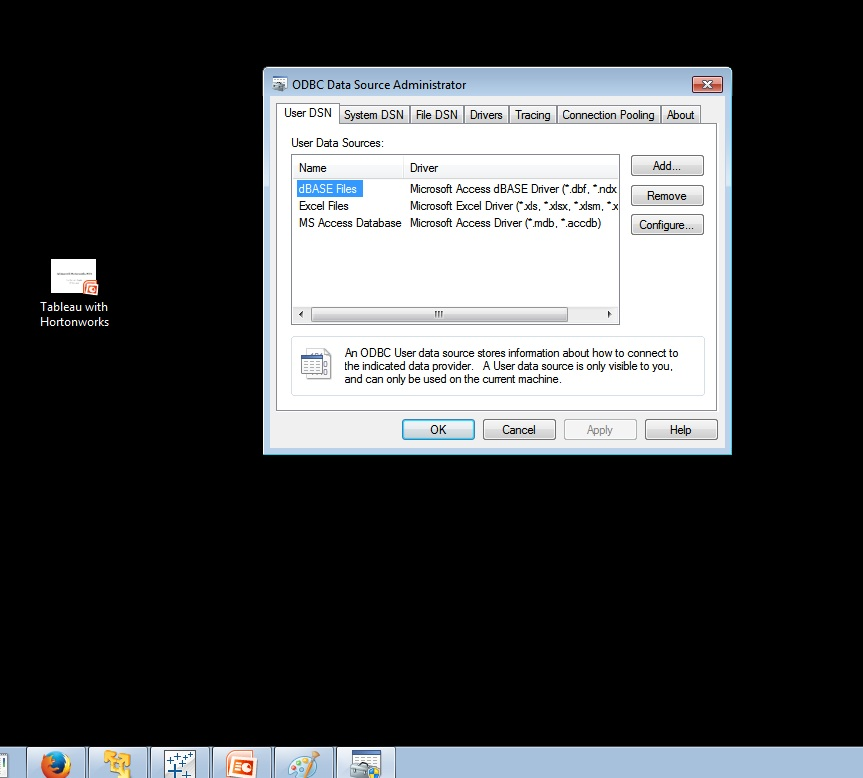 ODBC Data Source Administrator
User DSN System DSN File DSN Drivers Tracing Connection Pooling About
User Data Sources:
Name Driver
dBASE Files Microsoft Access dBASE Driver (*.dbf, *.ndx
Excel Files Microsoft Excel Driver (*.xls, *.xlsx, *.xlsm, *.x
MS Access Database Microsoft Access Driver (*.mdb, *.accdb)
Add...
Remove
Configure...
An ODBC User data source stores information about how to connect to
the indicated data provider. A User data source is only visible to you,
and can only be used on the current machine.
OK Cancel Apply Help
Tableau with
Hortonworks